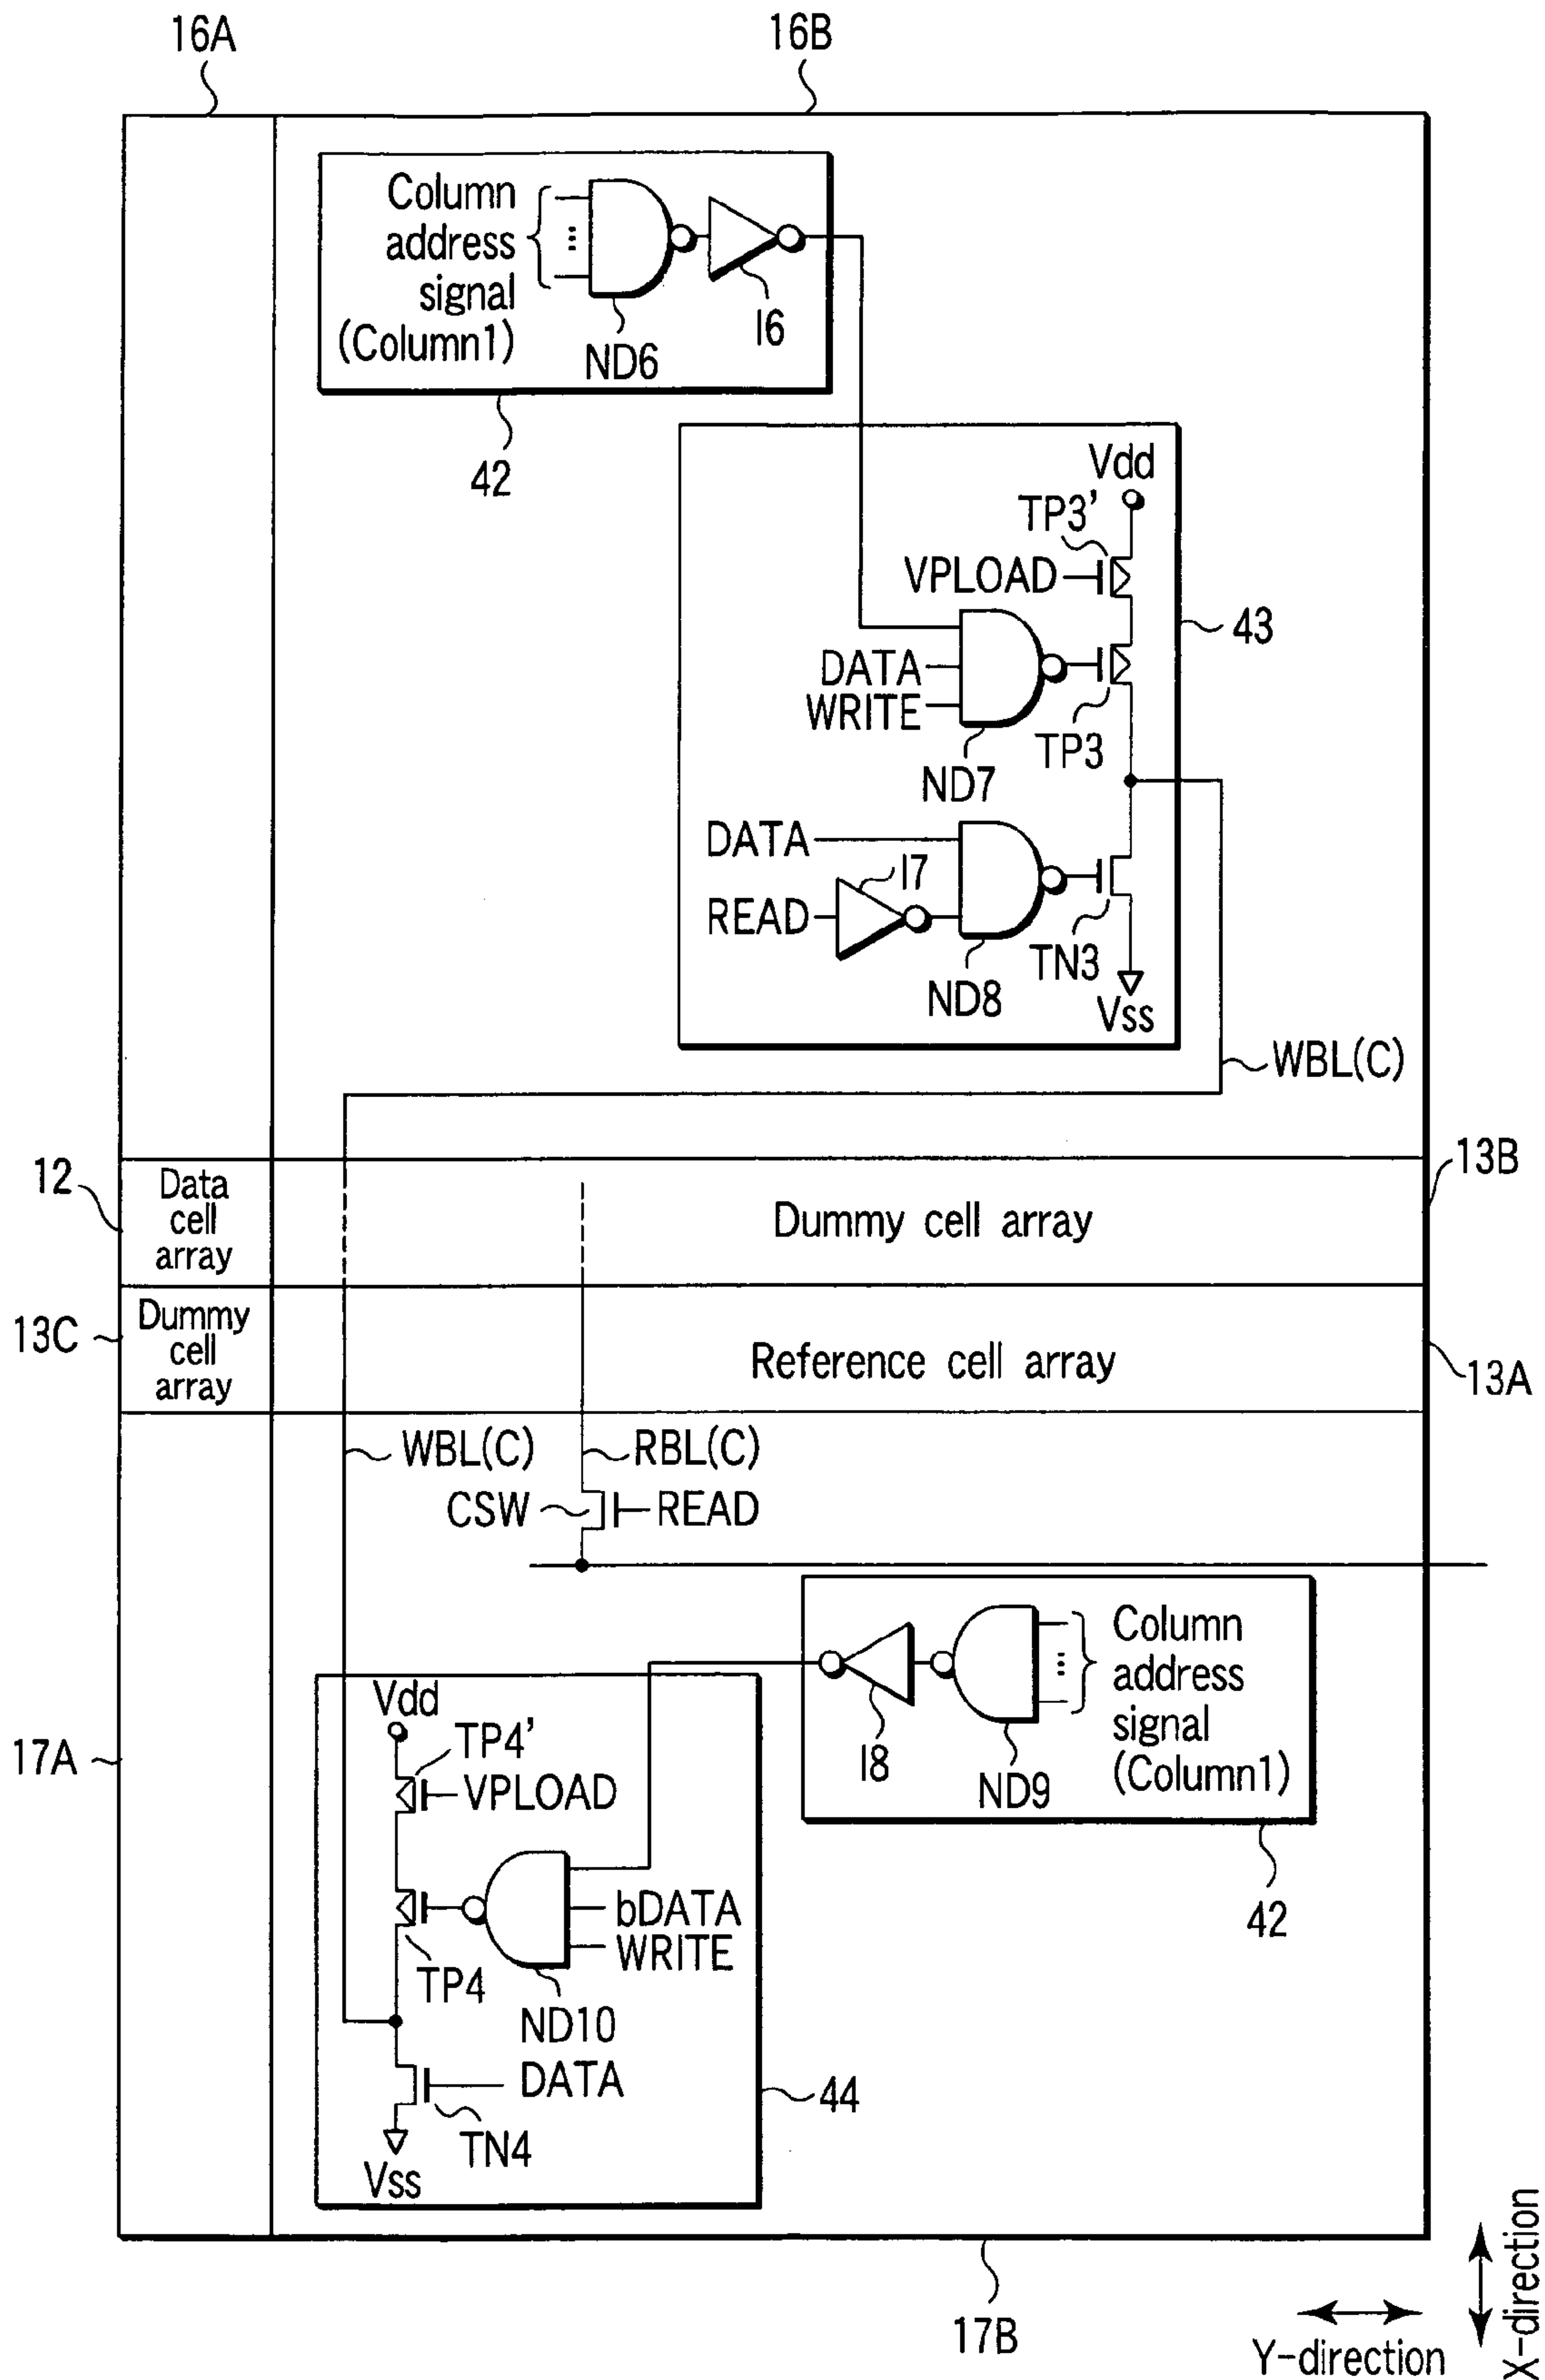 16A
16B
Column
address
signal
(Column1)
ND6
I6
42
Vdd
TP3'
VPLOAD
43
DATA
WRITE
TP3
ND7
DATA
I7
READ
TN3
ND8
Vss
WBL(C)
12
Data
cell
array
Dummy cell array
13B
13C
Dummy
cell
array
Reference cell array
13A
WBL(C)
RBL(C)
CSW
READ
Column
address
signal
(Column1)
I8
ND9
42
17A
Vdd
TP4'
VPLOAD
bDATA
WRITE
TP4
ND10
DATA
44
TN4
Vss
17B
Y-direction
X-direction